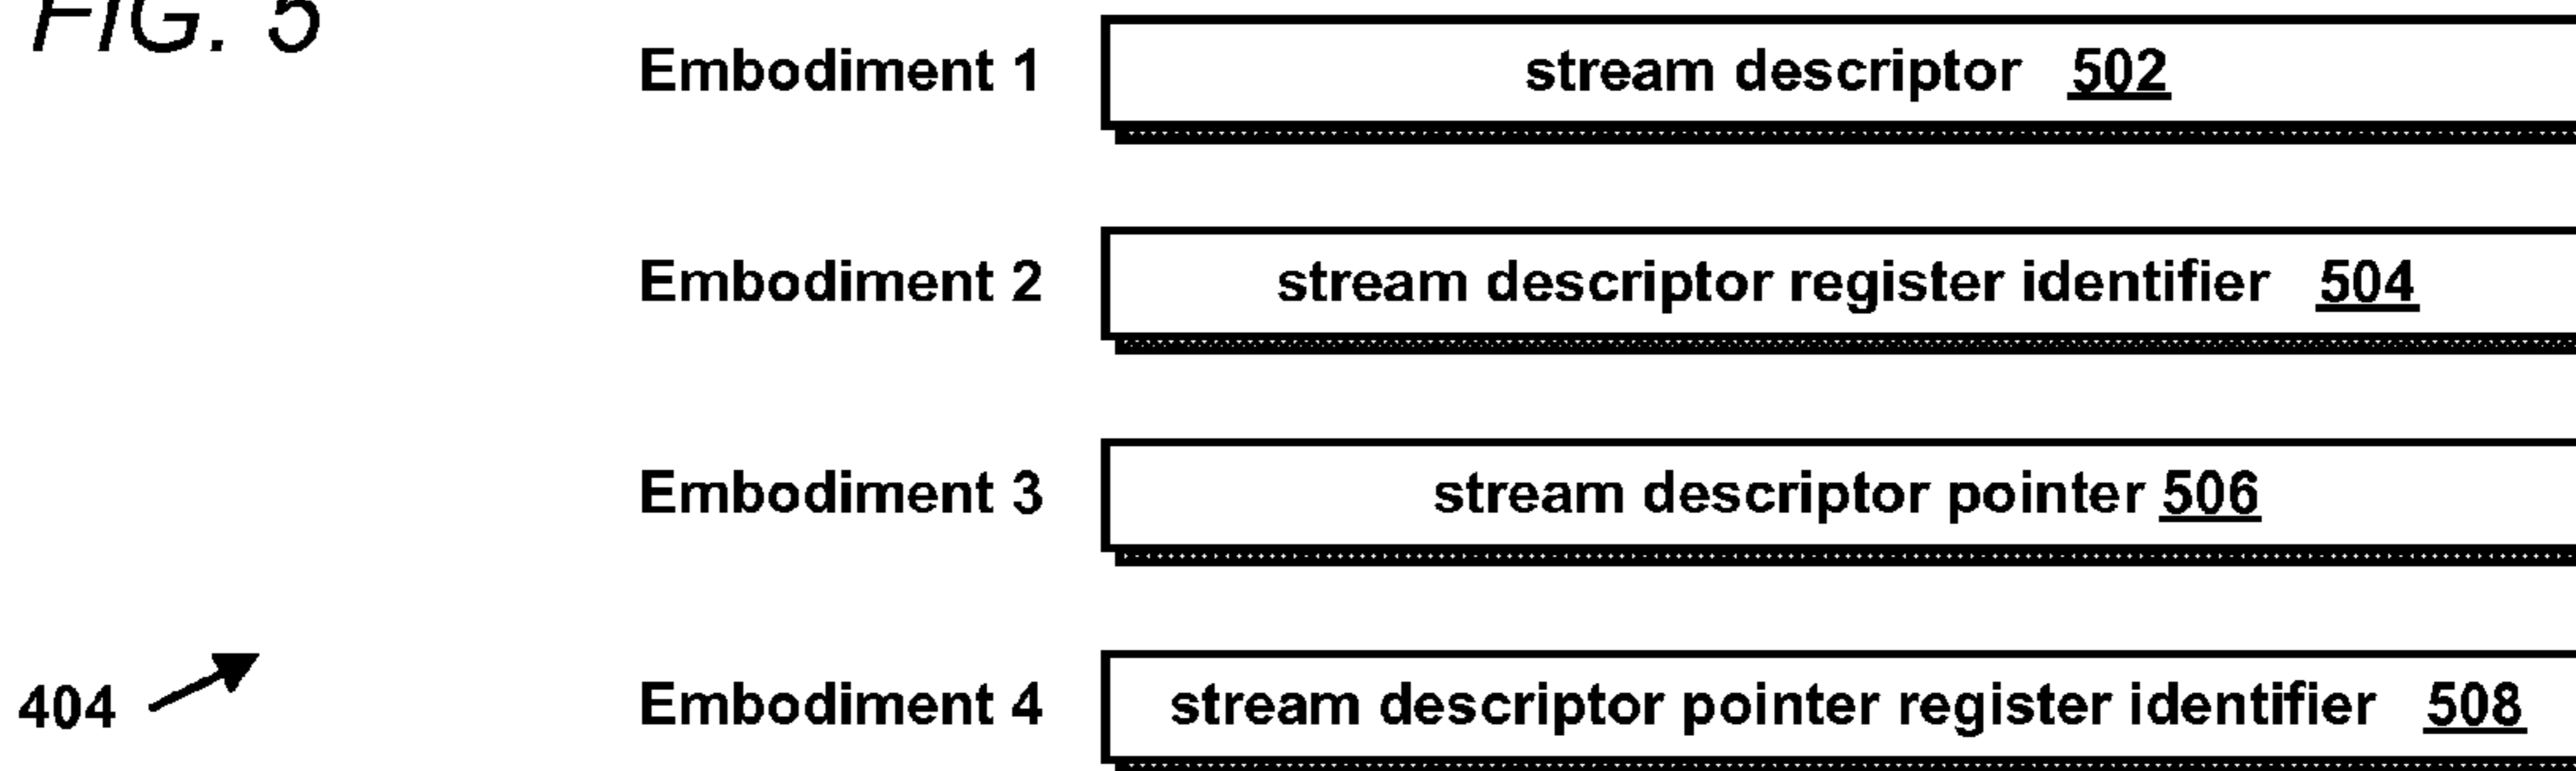 FIG. 5
Embodiment 1 stream descriptor 502
Embodiment 2 stream descriptor register identifier 504
Embodiment 3 stream descriptor pointer 506
404 Embodiment 4 stream descriptor pointer register identifier 508